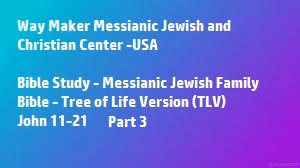 Way Maker Messianic Jewish and
Christian Center -USA
Bible Study - Messianic Jewish Family
Bible - Tree of Life Version (TLV)
John 11-21 Part 3